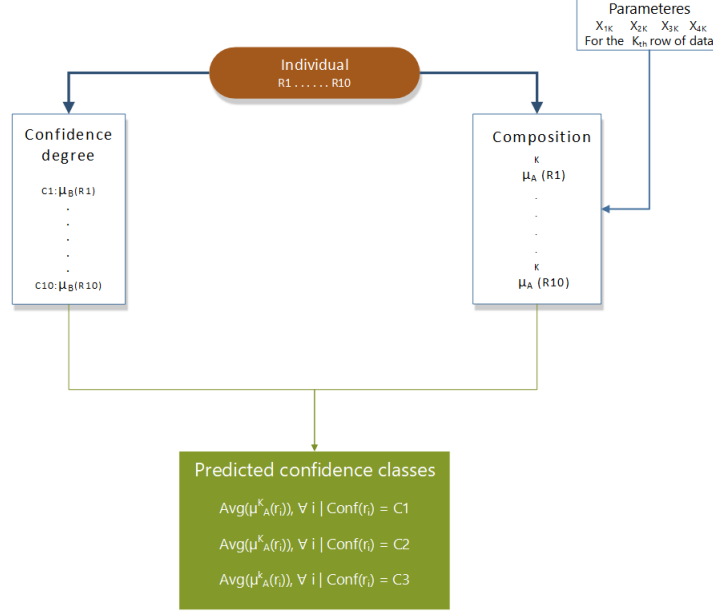 Parameteres
X1K X2K X3K X4K
For the Kth row of data
Individual
R1 . . . . . . R10
Confidence
degree
C1: μB(R1)
.
.
.
.
.
C10: μB(R10)
Composition
K
μA (R1)
.
.
.
.
K
μA (R10)
Predicted confidence classes
Avg(μᴷA(ri)), ∀ i | Conf(ri) = C1
Avg(μᴷA(ri)), ∀ i | Conf(ri) = C2
Avg(μᵏA(ri)), ∀ i | Conf(ri) = C3